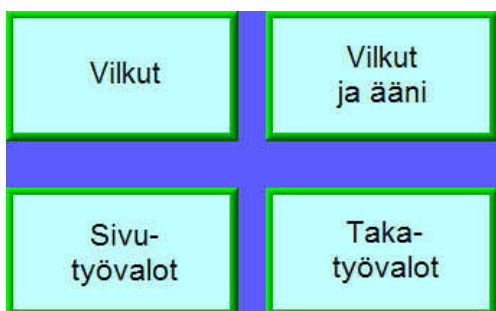 Vilkut
Vilkut
ja ääni
Sivu-
työvalot
Taka-
työvalot